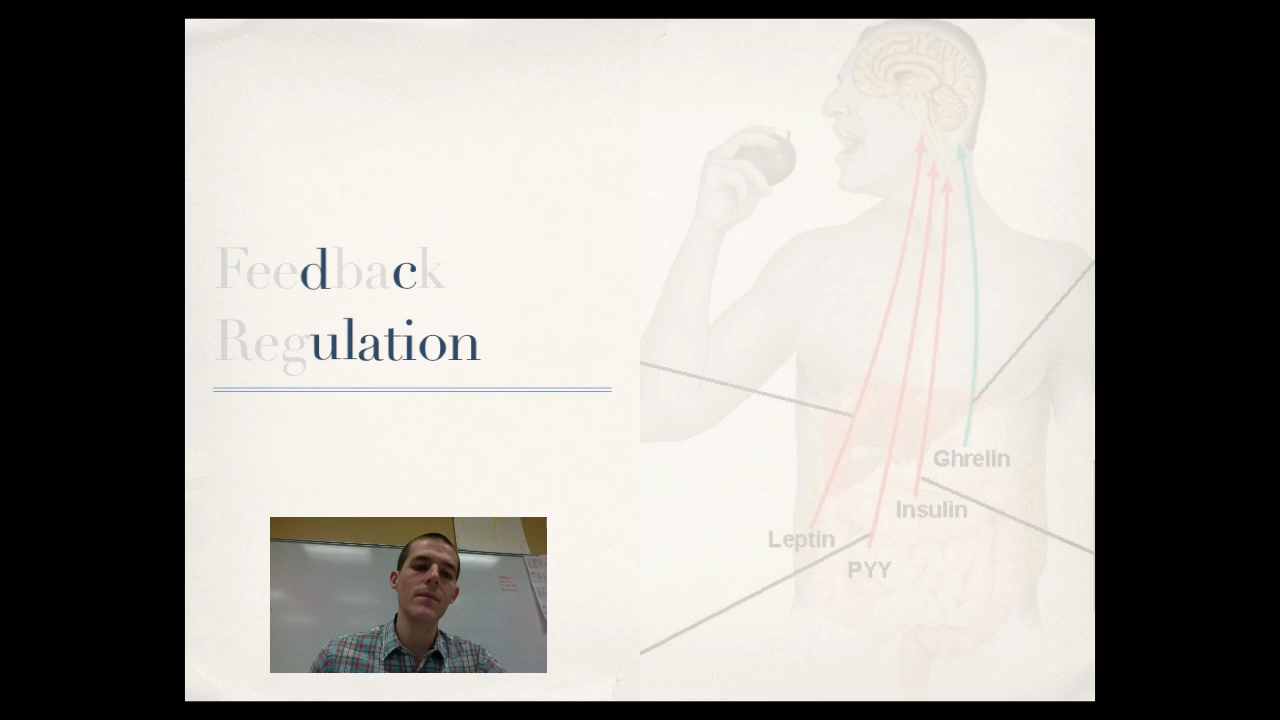 Feedback
Regulation
Ghrelin
Insulin
Leptin
PYY